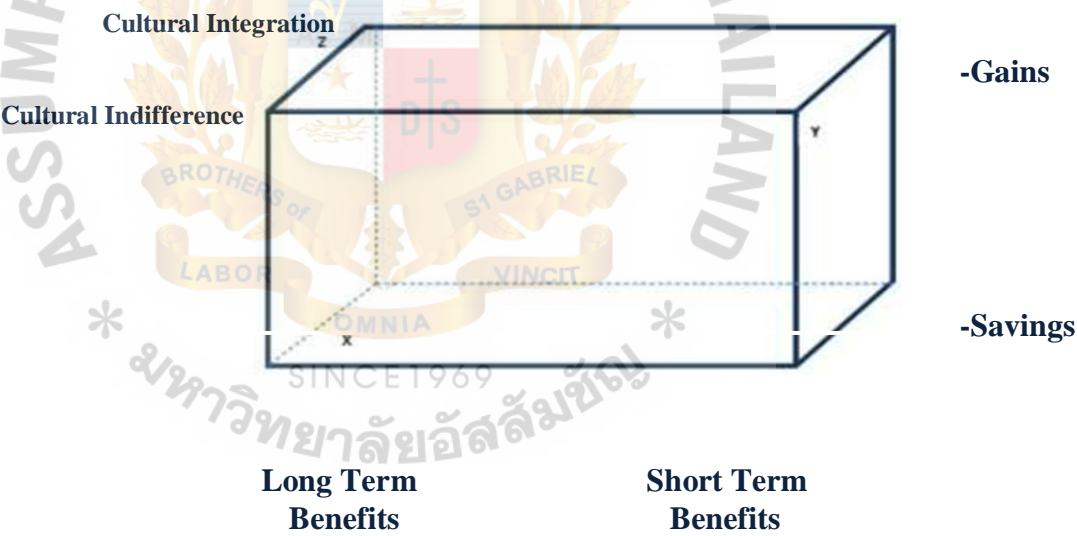 Cultural Integration
Z
-Gains
Cultural Indifference
Y
D S
BROTHERS of
ST GABRIEL
LABOR
VINCIT
OMNIA
-Savings
X
SINCE1969
มหาวิทยาลัยอัสสัมชัญ
Long Term
Benefits
Short Term
Benefits